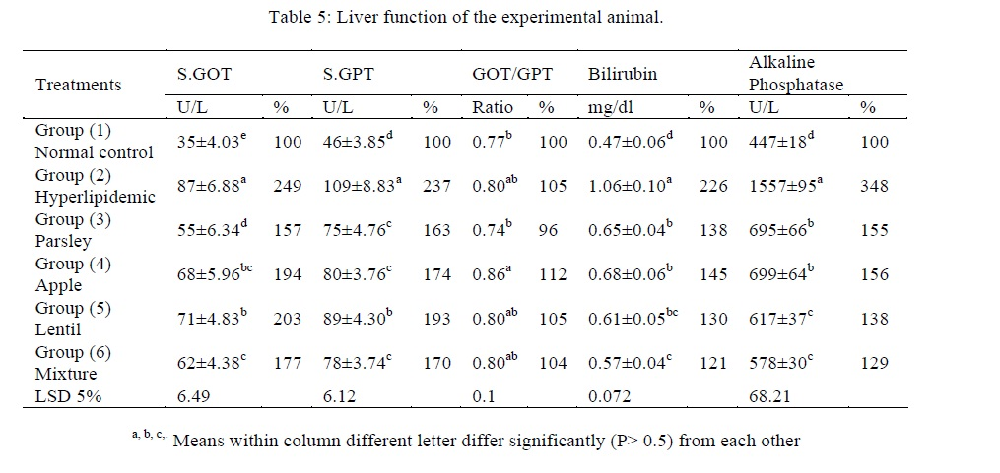 Table 5: Liver function of the experimental animal.
Treatments S.GOT S.GPT GOT/GPT Bilirubin Alkaline Phosphatase
U/L % U/L % Ratio % mg/dl % U/L %
Group (1) Normal control 35±4.03e 100 46±3.85d 100 0.77b 100 0.47±0.06d 100 447±18d 100
Group (2) Hyperlipidemic 87±6.88a 249 109±8.83a 237 0.80ab 105 1.06±0.10a 226 1557±95a 348
Group (3) Parsley 55±6.34d 157 75±4.76c 163 0.74b 96 0.65±0.04b 138 695±66b 155
Group (4) Apple 68±5.96bc 194 80±3.76c 174 0.86a 112 0.68±0.06b 145 699±64b 156
Group (5) Lentil 71±4.83b 203 89±4.30b 193 0.80ab 105 0.61±0.05bc 130 617±37c 138
Group (6) Mixture 62±4.38c 177 78±3.74c 170 0.80ab 104 0.57±0.04c 121 578±30c 129
LSD 5% 6.49 6.12 0.1 0.072 68.21
a, b, c,. Means within column different letter differ significantly (P> 0.5) from each other